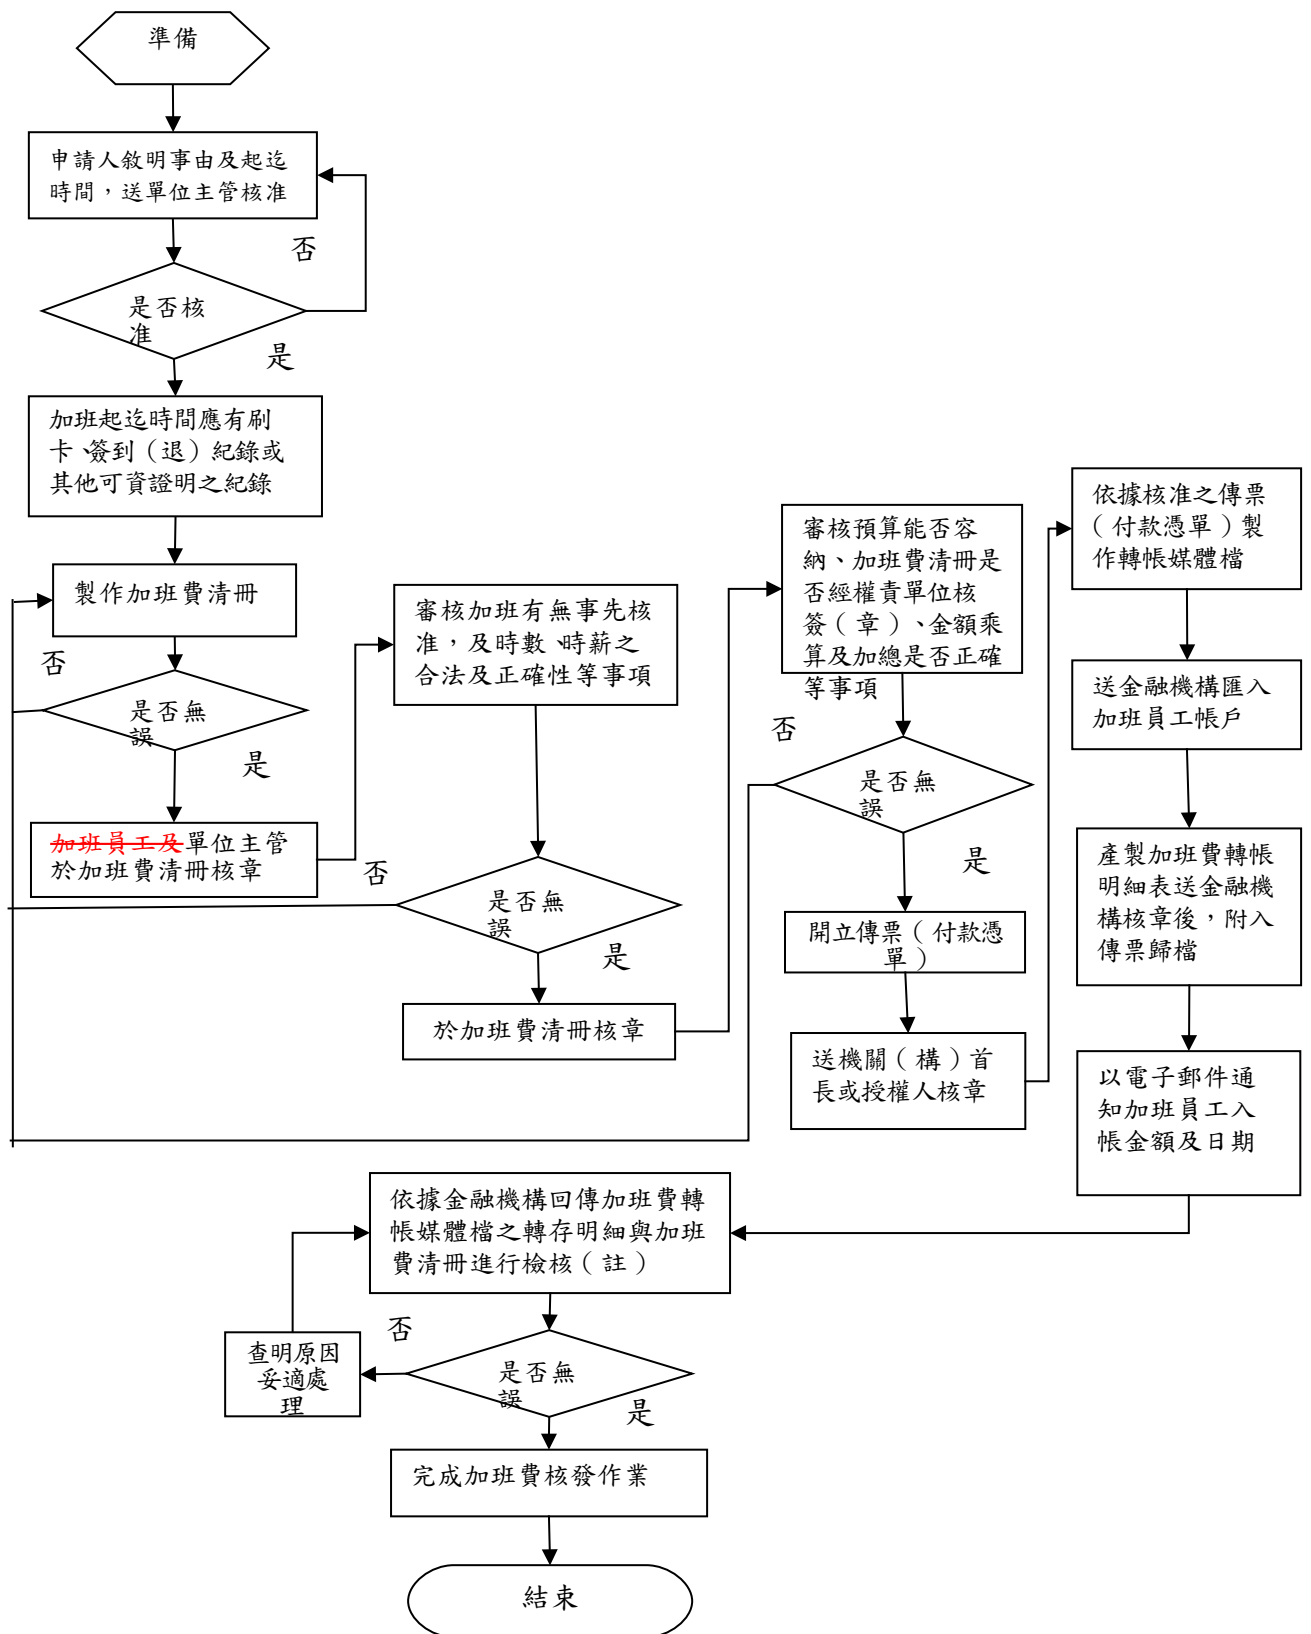 準備
申請人敘明事由及起迄
時間，送單位主管核准
否
是否核
准
是
加班起迄時間應有刷
卡、簽到（退）紀錄或
其他可資證明之紀錄
製作加班費清冊
否
是否無
誤
是
加班員工及單位主管
於加班費清冊核章
審核加班有無事先核
准，及時數、時薪之
合法及正確性等事項
否
是否無
誤
是
於加班費清冊核章
審核預算能否容
納、加班費清冊是
否經權責單位核
簽（章）、金額乘
算及加總是否正確
等事項
否
是否無
誤
是
開立傳票（付款憑
單）
送機關（構）首
長或授權人核章
依據核准之傳票
（付款憑單）製
作轉帳媒體檔
送金融機構匯入
加班員工帳戶
產製加班費轉帳
明細表送金融機
構核章後，附入
傳票歸檔
以電子郵件通
知加班員工入
帳金額及日期
依據金融機構回傳加班費轉
帳媒體檔之轉存明細與加班
費清冊進行檢核（註）
否
查明原因
妥適處
理
是否無
誤
是
完成加班費核發作業
結束